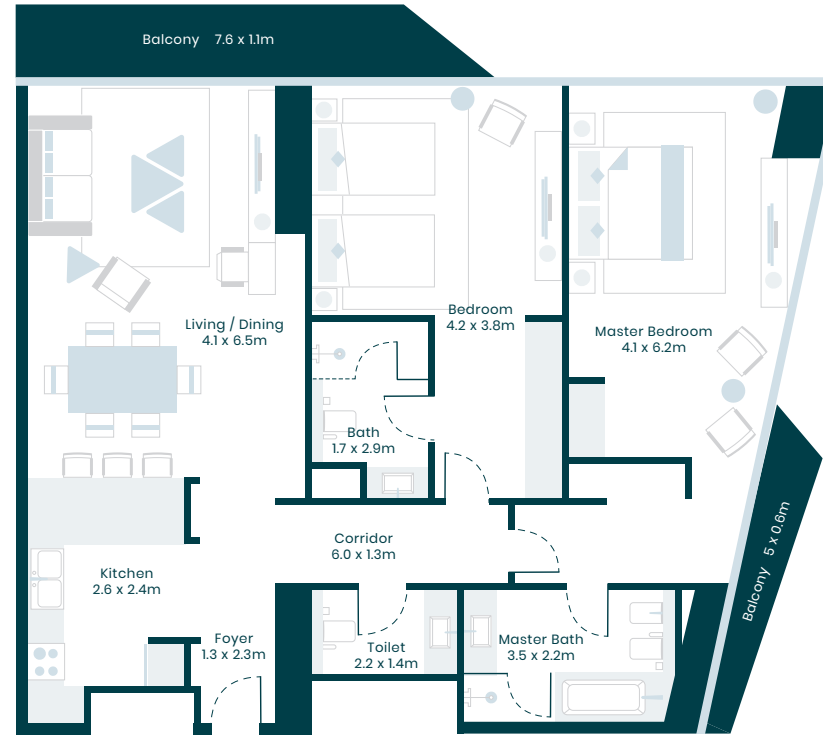 Balcony 7.6 x 1.1m
Living / Dining
4.1 x 6.5m
Bedroom
4.2 x 3.8m
Master Bedroom
4.1 x 6.2m
Bath
1.7 x 2.9m
Balcony 5 x 0.6m
Corridor
6.0 x 1.3m
Kitchen
2.6 x 2.4m
Foyer
1.3 x 2.3m
Toilet
2.2 x 1.4m
Master Bath
3.5 x 2.2m